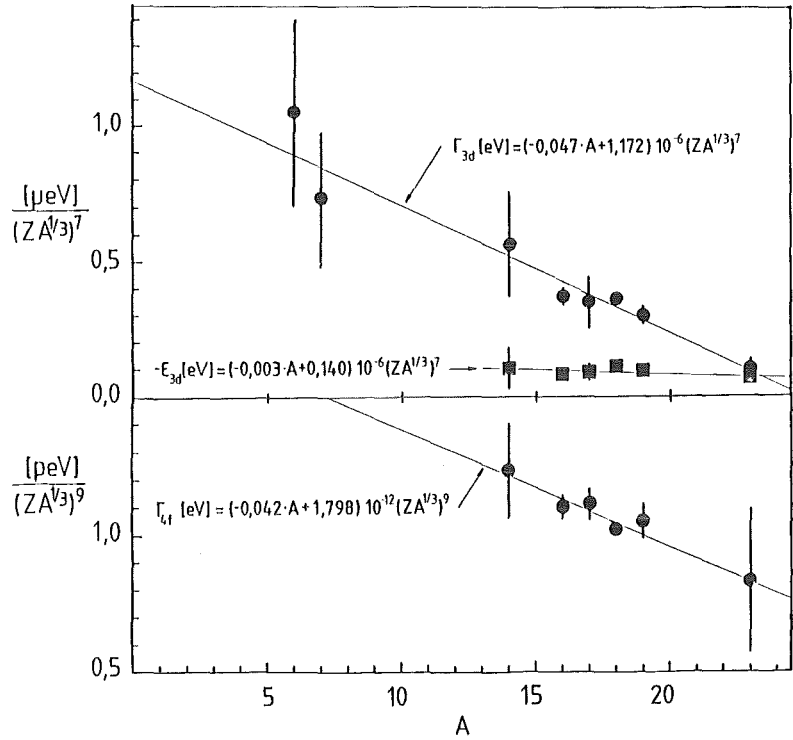 1,0
Γ3d [eV] = (-0,047·A+1,172) 10^-6 (ZA^1/3)^7
[µeV]
(ZA^1/3)^7
0,5
-E3d [eV] = (-0,003·A+0,140) 10^-6 (ZA^1/3)^7
0,0
[peV]
(ZA^1/3)^9
Γ4f [eV] = (-0,042·A+1,798) 10^-12 (ZA^1/3)^9
1,0
0,5
5 10 15 20
A